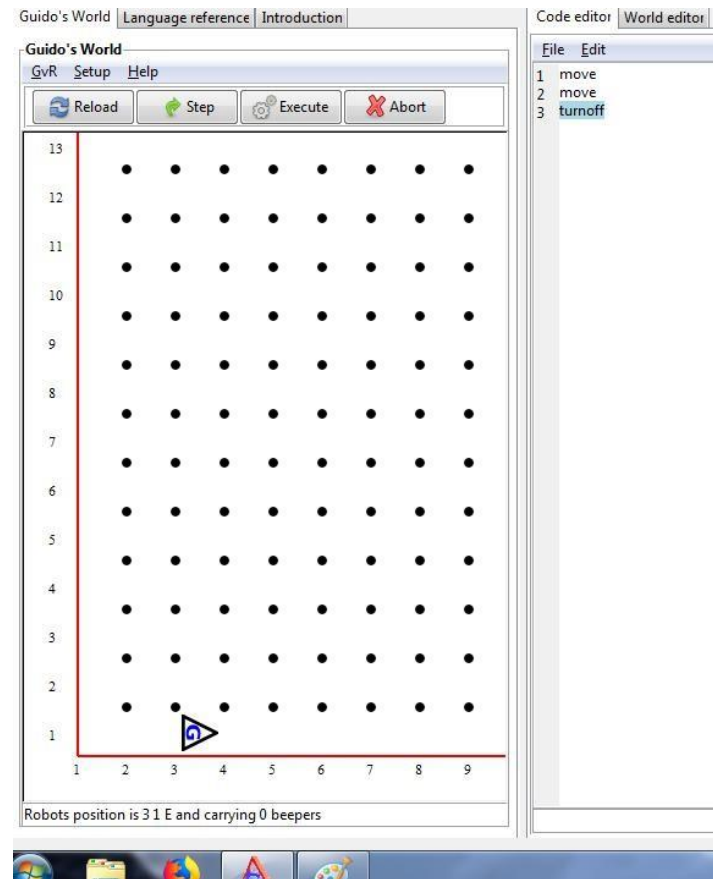 Guido's World Language reference Introduction
Guido's World
GvR Setup Help
Reload Step Execute Abort
13
12
11
10
9
8
7
6
5
4
3
2
1
G
1 2 3 4 5 6 7 8 9
Robots position is 3 1 E and carrying 0 beepers
Code editor World editor
File Edit
1 move
2 move
3 turnoff